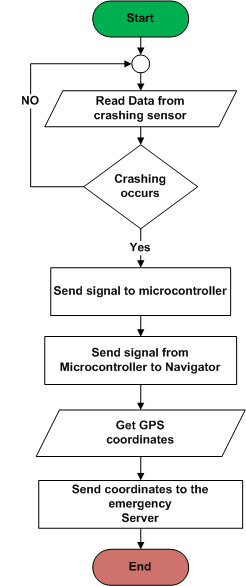 Start
NO
Read Data from
crashing sensor
Crashing
occurs
Yes
Send signal to microcontroller
Send signal from
Microcontroller to Navigator
Get GPS
coordinates
Send coordinates to the
emergency
Server
End